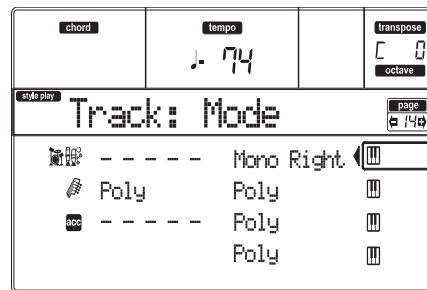 chord tempo transpose
♩- 74 C 0
octave
style play Track: Mode page
14
- - - - - Mono Right
Poly Poly
acc - - - - - Poly
Poly